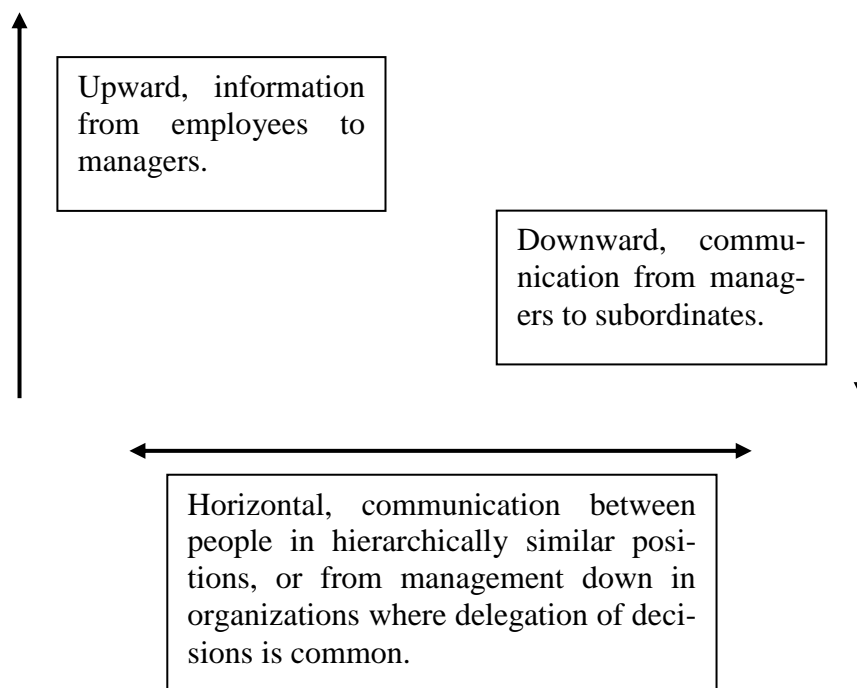 Upward, information
from employees to
managers.
Downward, commu-
nication from manag-
ers to subordinates.
Horizontal, communication between
people in hierarchically similar posi-
tions, or from management down in
organizations where delegation of deci-
sions is common.